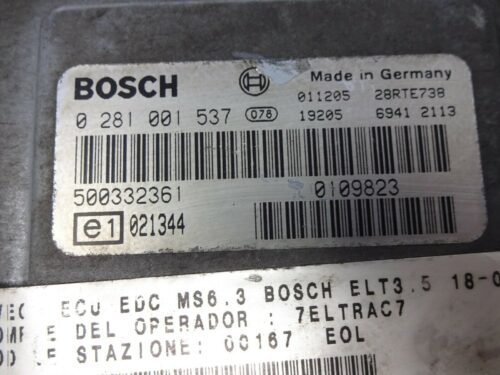 BOSCH
Made in Germany
0 281 001 537 078
011205 28RTE738
19205 6941 2113
500332361
0109823
e1 021344
ECU EDC MS6.3 BOSCH ELT3.5 18-0
E DEL OPERADOR : 7ELTRAC7
E STAZIONE: 00167 EOL